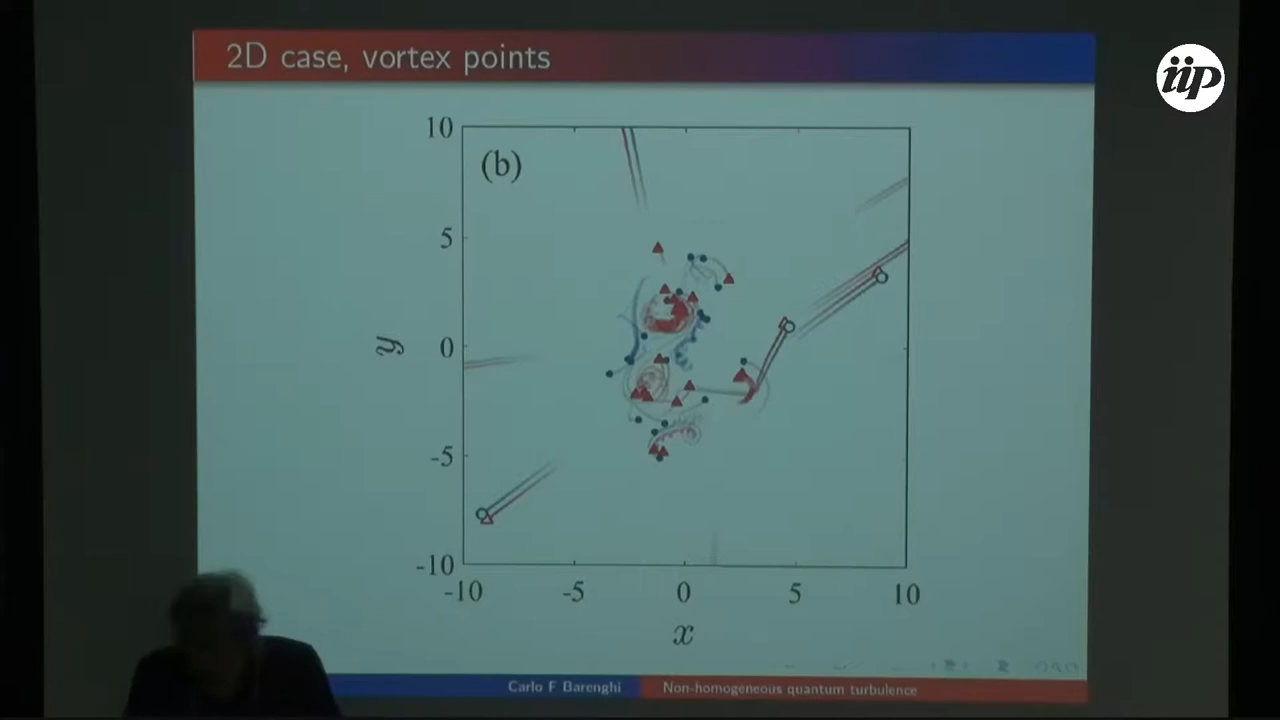 2D case, vortex points
iip
10
(b)
5
y
0
-5
-10
-10 -5 0 5 10
x
Carlo F Barenghi Non-homogeneous quantum turbulence